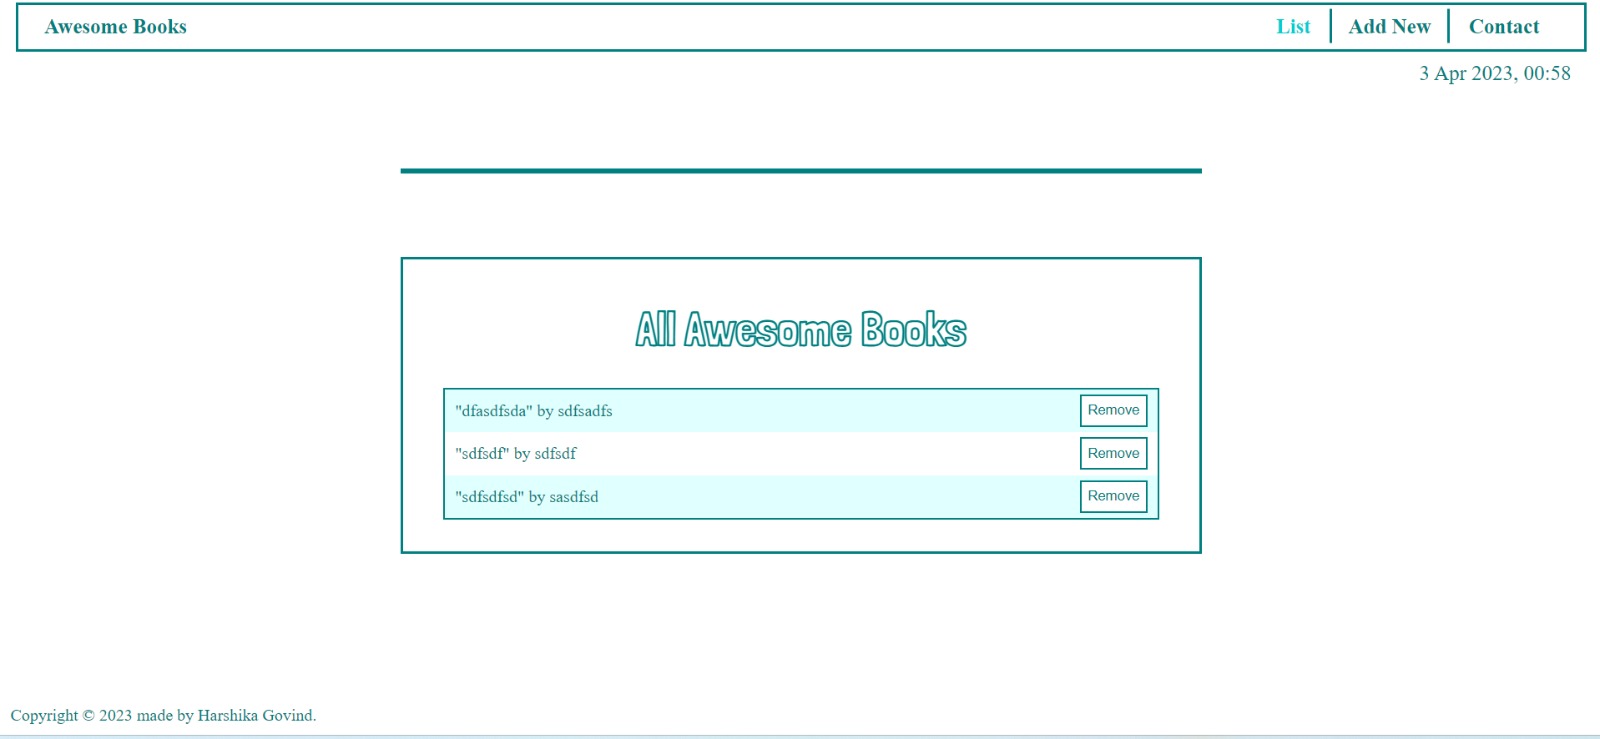 Awesome Books
List
Add New
Contact
3 Apr 2023, 00:58
All Awesome Books
"dfasdfsda" by sdfsadfs
Remove
"sdfsdf" by sdfsdf
Remove
"sdfsdfsd" by sasdfsd
Remove
Copyright © 2023 made by Harshika Govind.